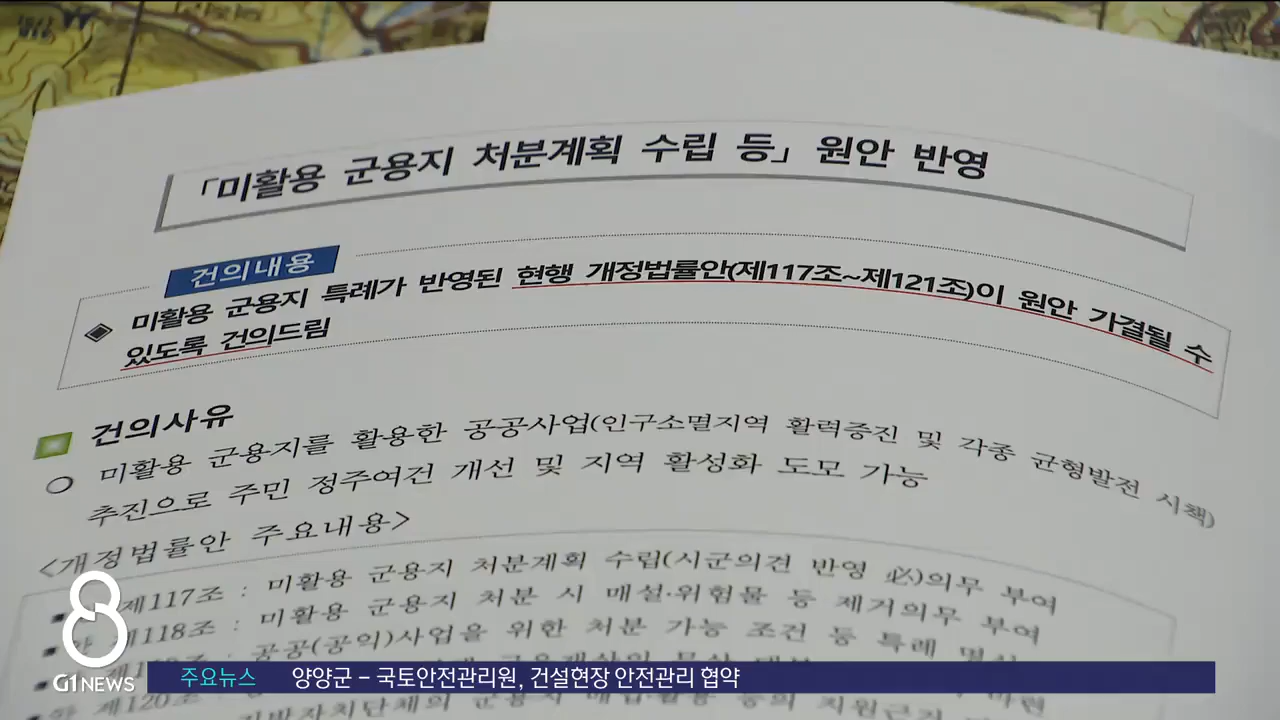 「미활용 군용지 처분계획 수립 등」 원안 반영
건의내용
◈ 미활용 군용지 특례가 반영된 현행 개정법률안(제117조~제121조)이 원안 가결될 수
있도록 건의드림
건의사유
○ 미활용 군용지를 활용한 공공사업(인구소멸지역 활력증진 및 각종 균형발전 시책)
추진으로 주민 정주여건 개선 및 지역 활성화 도모 가능
<개정법률안 주요내용>
제117조 : 미활용 군용지 처분계획 수립(시군의견 반영 必)의무 부여
제118조 : 미활용 군용지 처분 시 매설·위험물 등 제거의무 부여
공공(공익)사업을 위한 처분 가능 조건 등 특례
제120조
8
G1 NEWS
주요뉴스 양양군 – 국토안전관리원, 건설현장 안전관리 협약